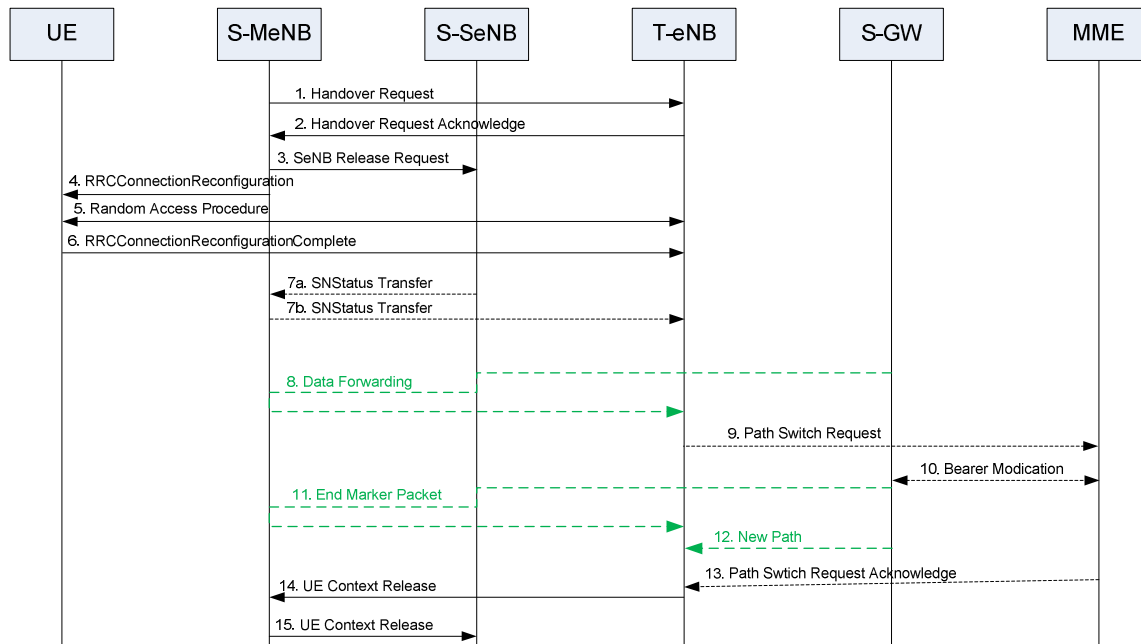 UE
S-MeNB
S-SeNB
T-eNB
S-GW
MME
1. Handover Request
2. Handover Request Acknowledge
3. SeNB Release Request
4. RRCConnectionReconfiguration
5. Random Access Procedure
6. RRCConnectionReconfigurationComplete
7a. SNStatus Transfer
7b. SNStatus Transfer
8. Data Forwarding
9. Path Switch Request
10. Bearer Modication
11. End Marker Packet
12. New Path
13. Path Swtich Request Acknowledge
14. UE Context Release
15. UE Context Release